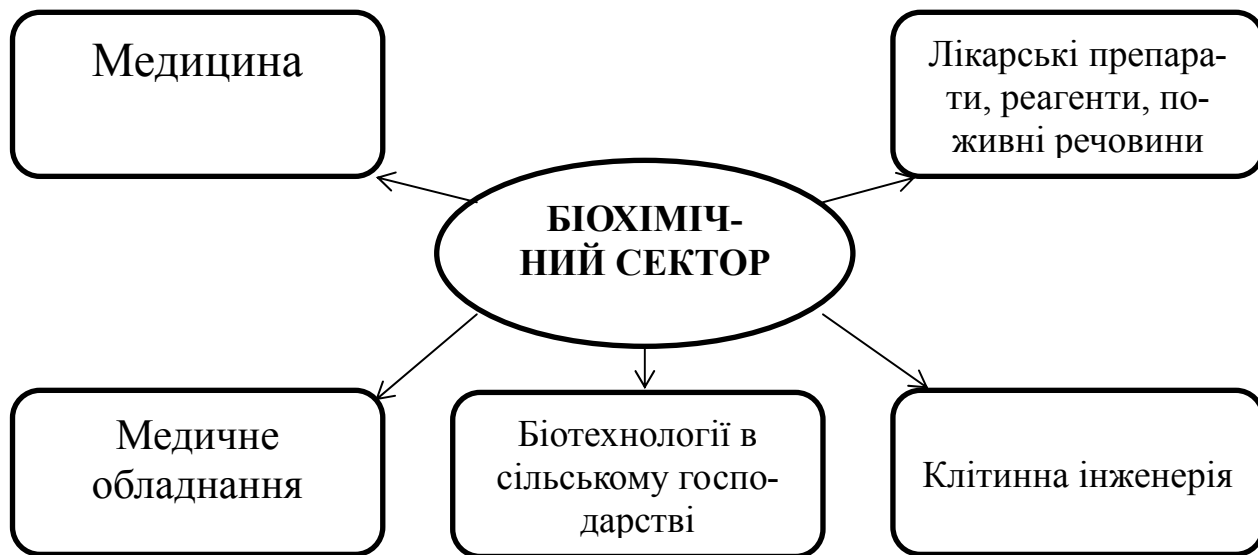 Медицина
Лікарські препара-
ти, реагенти, по-
живні речовини
БІОХІМІЧ-
НИЙ СЕКТОР
Медичне
обладнання
Біотехнології в
сільському госпо-
дарстві
Клітинна інженерія